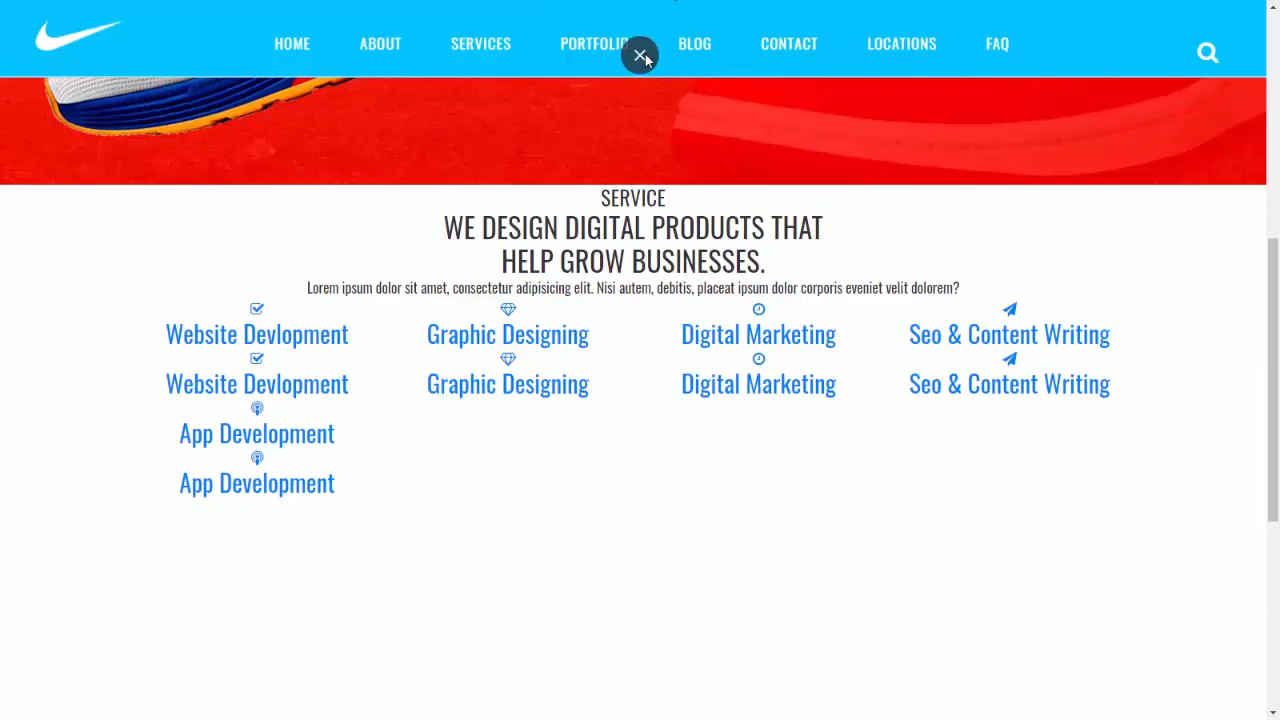 HOME ABOUT SERVICES PORTFOLIO BLOG CONTACT LOCATIONS FAQ
SERVICE
WE DESIGN DIGITAL PRODUCTS THAT
HELP GROW BUSINESSES.
Lorem ipsum dolor sit amet, consectetur adipisicing elit. Nisi autem, debitis, placeat ipsum dolor corporis eveniet velit dolorem?
Website Devlopment Graphic Designing Digital Marketing Seo & Content Writing
Website Devlopment Graphic Designing Digital Marketing Seo & Content Writing
App Development
App Development